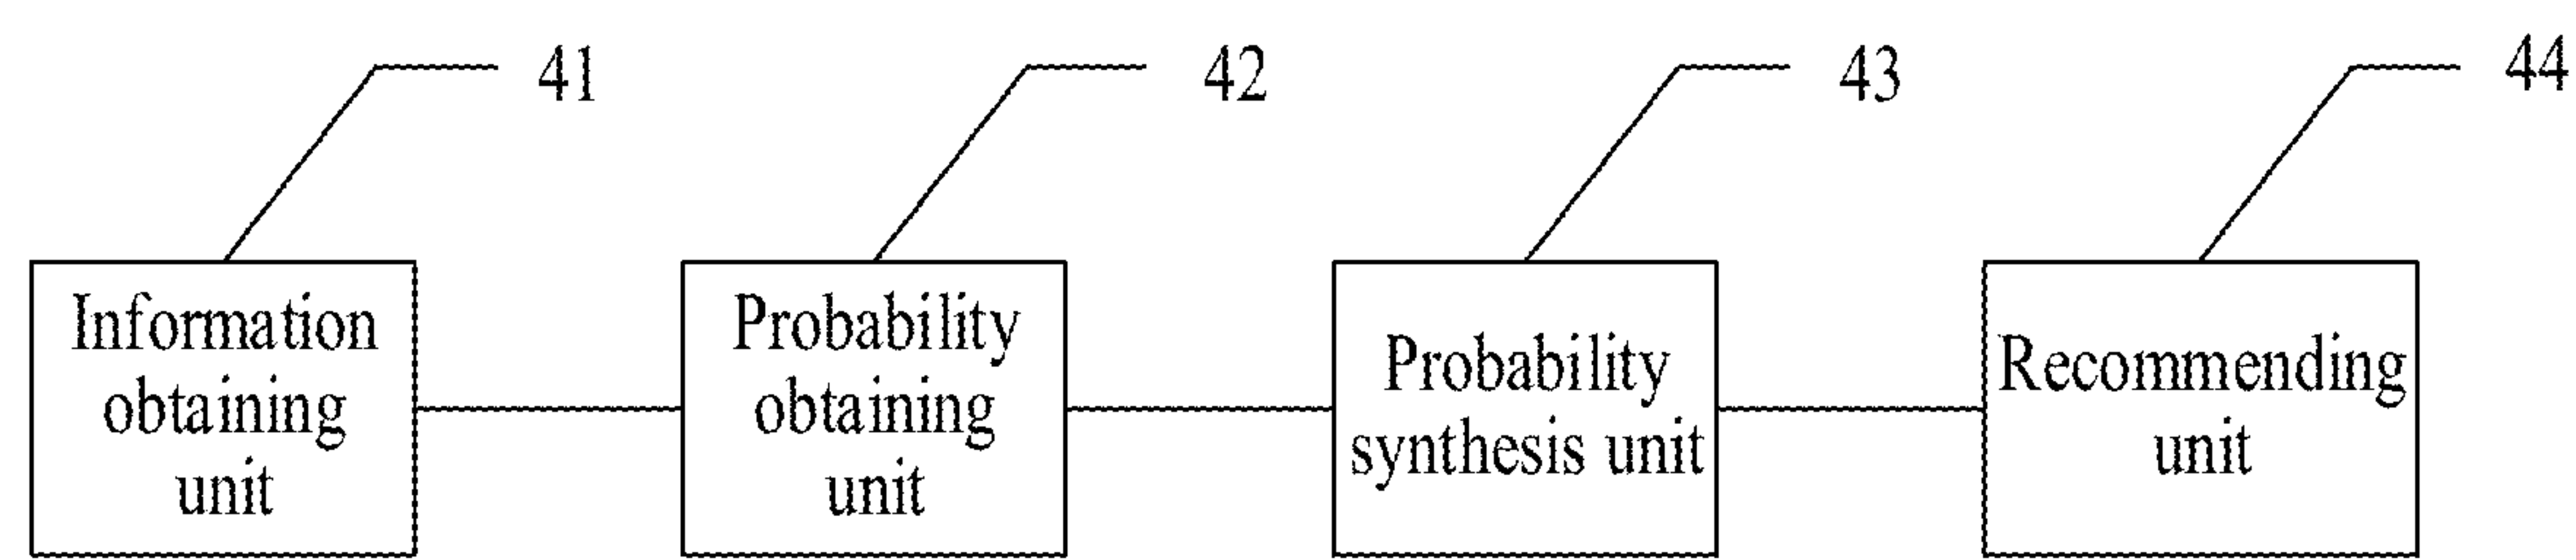 41
42
43
44
Information
obtaining
unit
Probability
obtaining
unit
Probability
synthesis unit
Recommending
unit